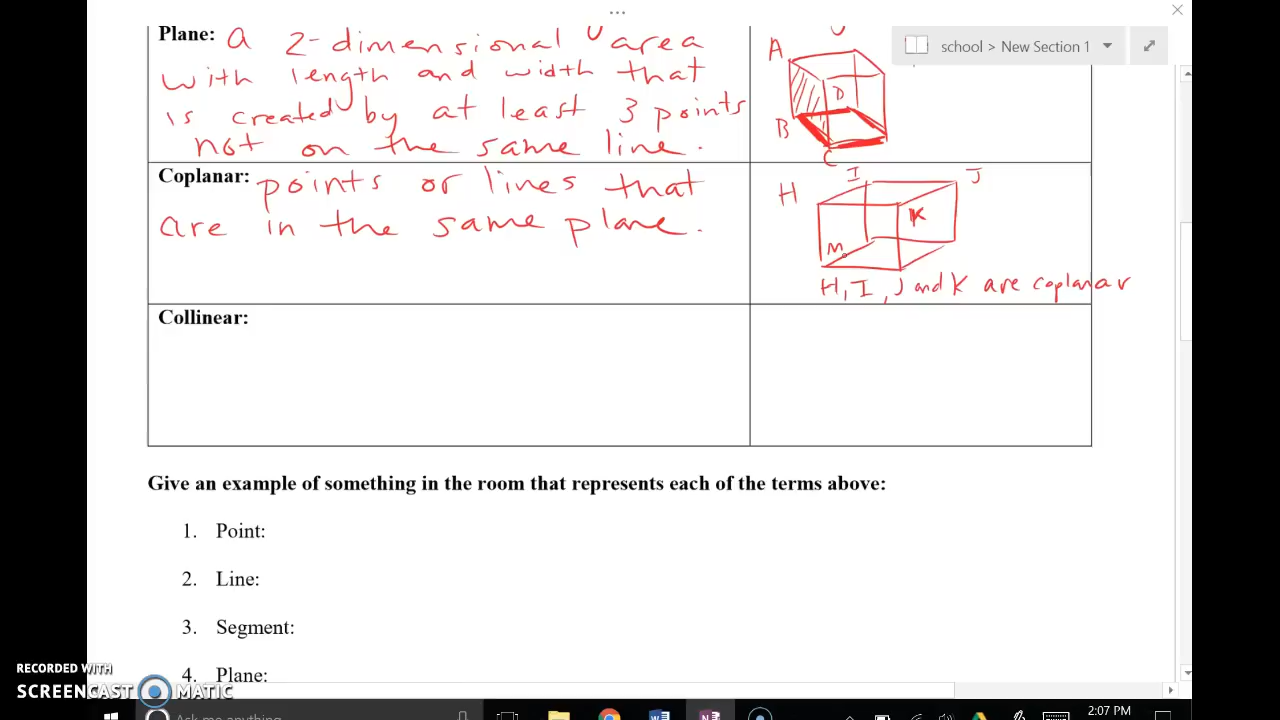 ...
school > New Section 1
Plane: A 2-dimensional area
with length and width that
is created by at least 3 points
not on the same line.
A
D
B
C
Coplanar: points or lines that
are in the same plane.
H I J
K
M
H, I, J and K are coplanar
Collinear:
Give an example of something in the room that represents each of the terms above:
1. Point:
2. Line:
3. Segment:
4. Plane:
RECORDED WITH
SCREENCAST MATIC
Ask me anything
2:07 PM